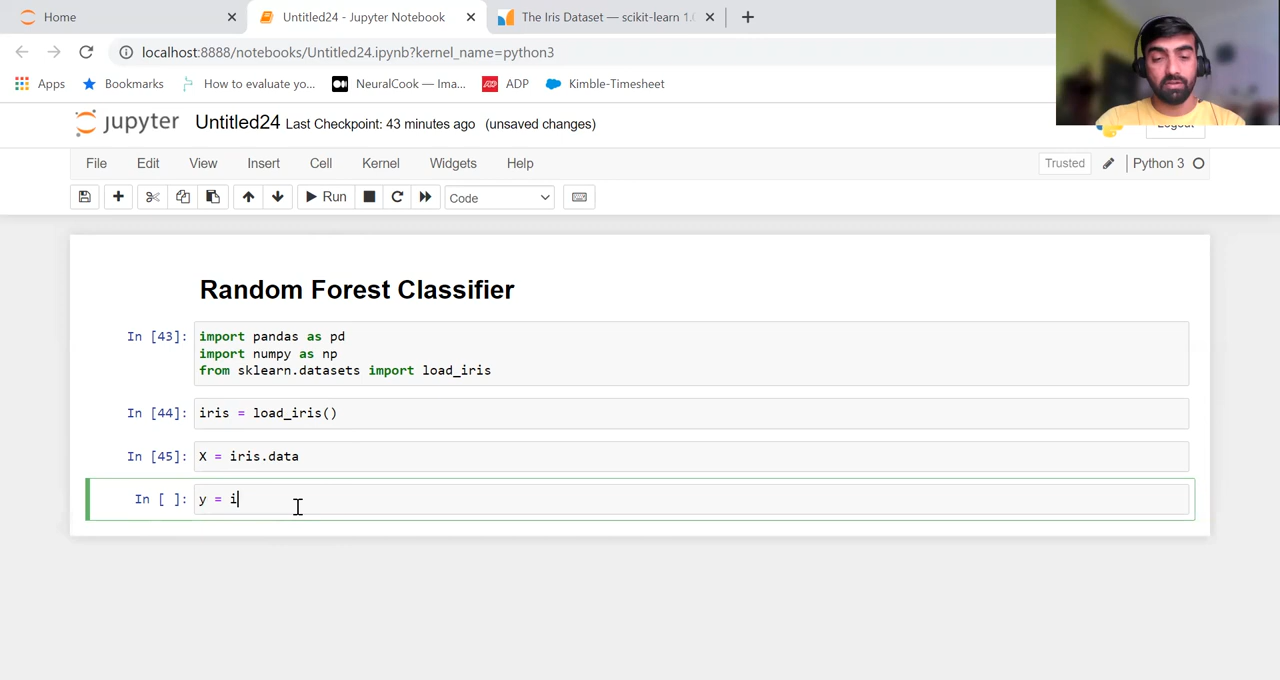 Home
Untitled24 - Jupyter Notebook
The Iris Dataset — scikit-learn 1.
localhost:8888/notebooks/Untitled24.ipynb?kernel_name=python3
Apps
Bookmarks
How to evaluate yo...
NeuralCook — Ima...
ADP
Kimble-Timesheet
jupyter Untitled24 Last Checkpoint: 43 minutes ago (unsaved changes)
Logout
File Edit View Insert Cell Kernel Widgets Help
Trusted
Python 3
Run
Code
Random Forest Classifier
In [43]: import pandas as pd
import numpy as np
from sklearn.datasets import load_iris
In [44]: iris = load_iris()
In [45]: X = iris.data
In [ ]: y = i